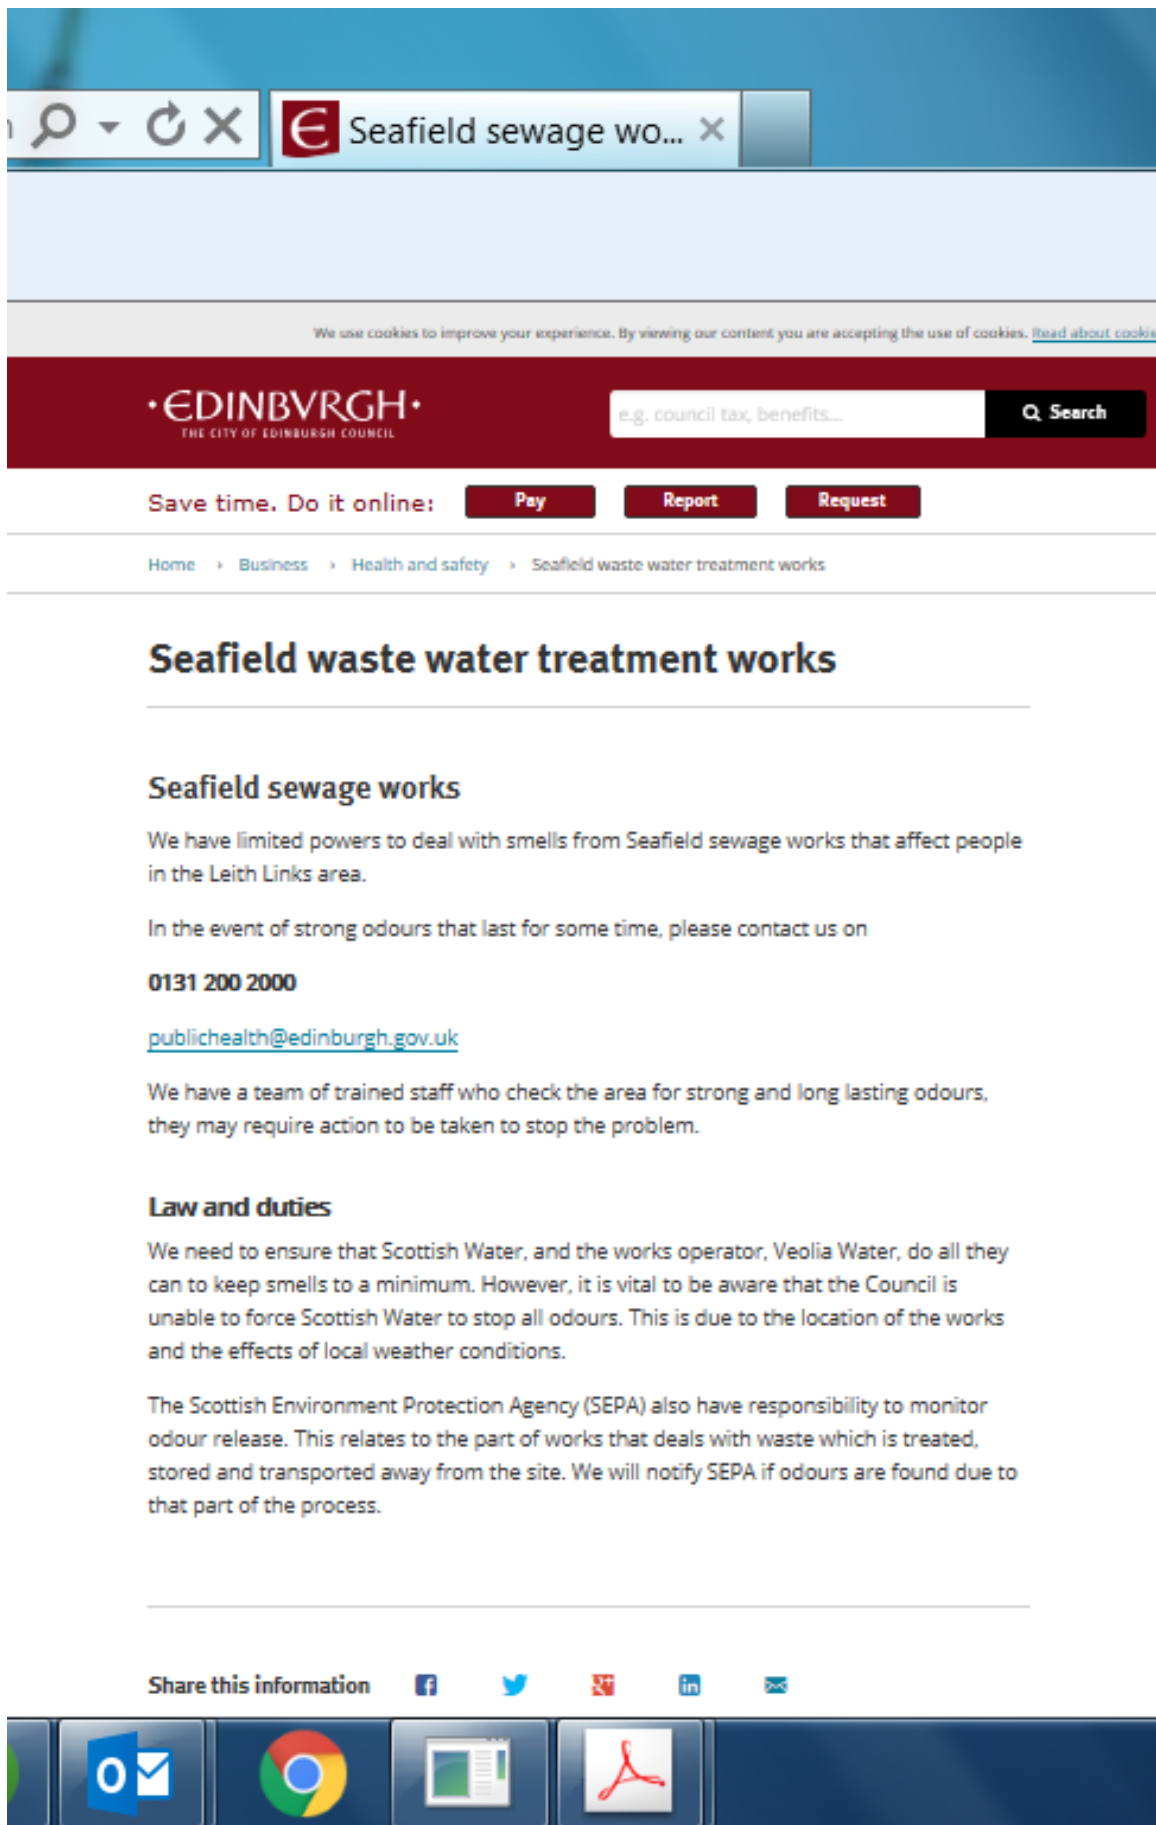 Seafield sewage wo...
We use cookies to improve your experience. By viewing our content you are accepting the use of cookies. Read about cookie
·EDINBVRGH·
THE CITY OF EDINBURGH COUNCIL
e.g. council tax, benefits...
Search
Save time. Do it online:
Pay
Report
Request
Home › Business › Health and safety › Seafield waste water treatment works
Seafield waste water treatment works
Seafield sewage works
We have limited powers to deal with smells from Seafield sewage works that affect people
in the Leith Links area.
In the event of strong odours that last for some time, please contact us on
0131 200 2000
publichealth@edinburgh.gov.uk
We have a team of trained staff who check the area for strong and long lasting odours,
they may require action to be taken to stop the problem.
Law and duties
We need to ensure that Scottish Water, and the works operator, Veolia Water, do all they
can to keep smells to a minimum. However, it is vital to be aware that the Council is
unable to force Scottish Water to stop all odours. This is due to the location of the works
and the effects of local weather conditions.
The Scottish Environment Protection Agency (SEPA) also have responsibility to monitor
odour release. This relates to the part of works that deals with waste which is treated,
stored and transported away from the site. We will notify SEPA if odours are found due to
that part of the process.
Share this information